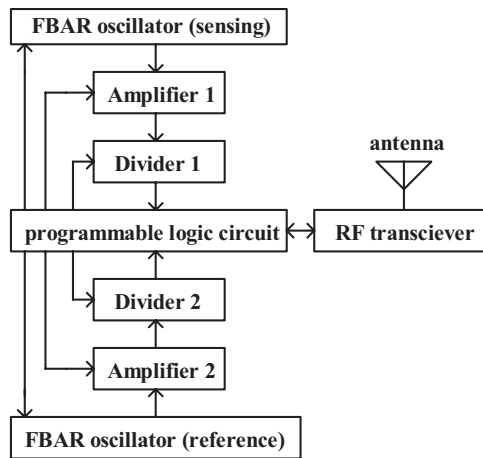 FBAR oscillator (sensing)
Amplifier 1
antenna
Divider 1
programmable logic circuit
RF transciever
Divider 2
Amplifier 2
FBAR oscillator (reference)